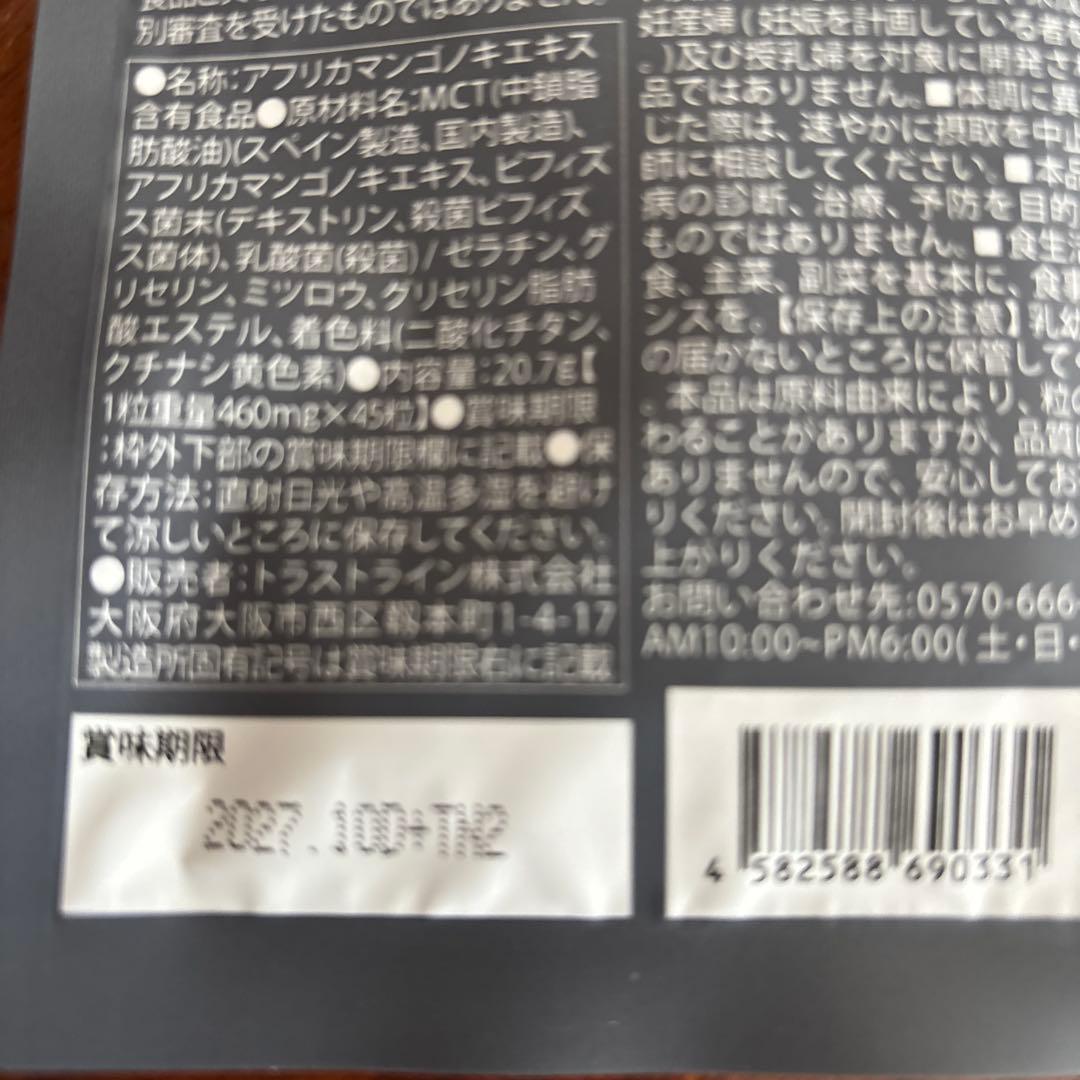 別審査を受けたものではありません。
●名称:アフリカマンゴノキエキス
含有食品●原材料名:MCT(中鎖脂
肪酸油)(スペイン製造、国内製造)、
アフリカマンゴノキエキス、ビフィズ
ス菌末(デキストリン、殺菌ビフィズ
ス菌体)、乳酸菌(殺菌)/ゼラチン、グ
リセリン、ミツロウ、グリセリン脂肪
酸エステル、着色料(二酸化チタン、
クチナシ黄色素)●内容量:20.7g【
1粒重量460mg×45粒】●賞味期限
:枠外下部の賞味期限欄に記載●保
存方法:直射日光や高温多湿を避け
て涼しいところに保存してください。
●販売者:トラストライン株式会社
大阪府大阪市西区靱本町1-4-17
製造所固有記号は賞味期限右に記載
妊産婦(妊娠を計画している者
。)及び授乳婦を対象に開発さ
品ではありません。■体調に異
じた際は、速やかに摂取を中止
師に相談してください。■本品
病の診断、治療、予防を目的
ものではありません。■食生活
食、主菜、副菜を基本に、食事
ンスを。【保存上の注意】乳幼
の届かないところに保管して
。本品は原料由来により、粒の
わることがありますが、品質
ありませんので、安心してお
りください。開封後はお早め
上がりください。
お問い合わせ先:0570-666-
AM10:00~PM6:00(土・日・
賞味期限
2027.10D+TH2
4 582588 690331